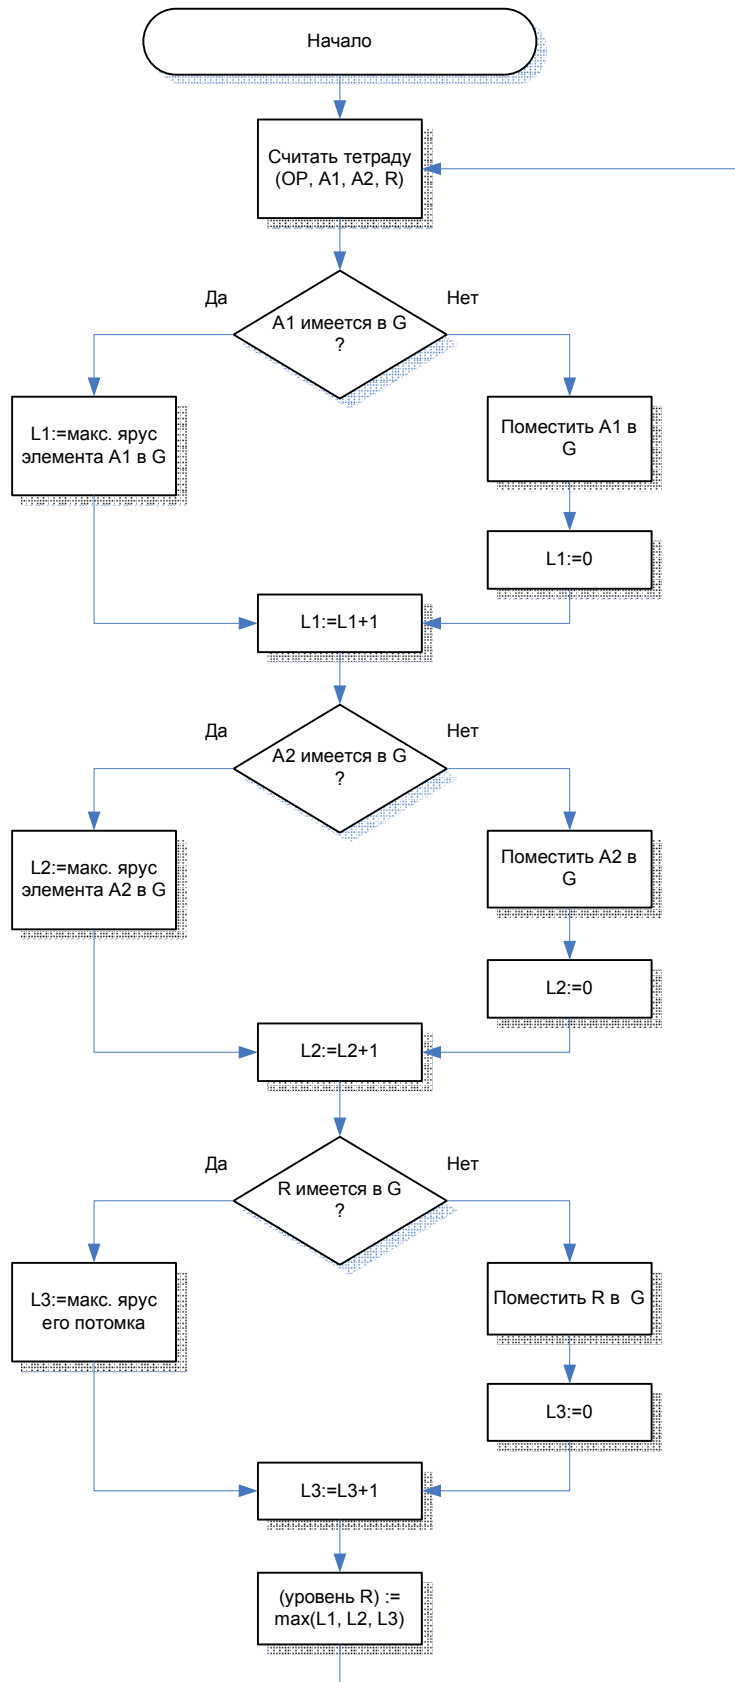 Начало
Считать тетраду
(OP, A1, A2, R)
Да
Нет
A1 имеется в G
?
L1:=макс. ярус
элемента A1 в G
Поместить A1 в
G
L1:=0
L1:=L1+1
Да
Нет
A2 имеется в G
?
L2:=макс. ярус
элемента A2 в G
Поместить A2 в
G
L2:=0
L2:=L2+1
Да
Нет
R имеется в G
?
L3:=макс. ярус
его потомка
Поместить R в G
L3:=0
L3:=L3+1
(уровень R) :=
max(L1, L2, L3)